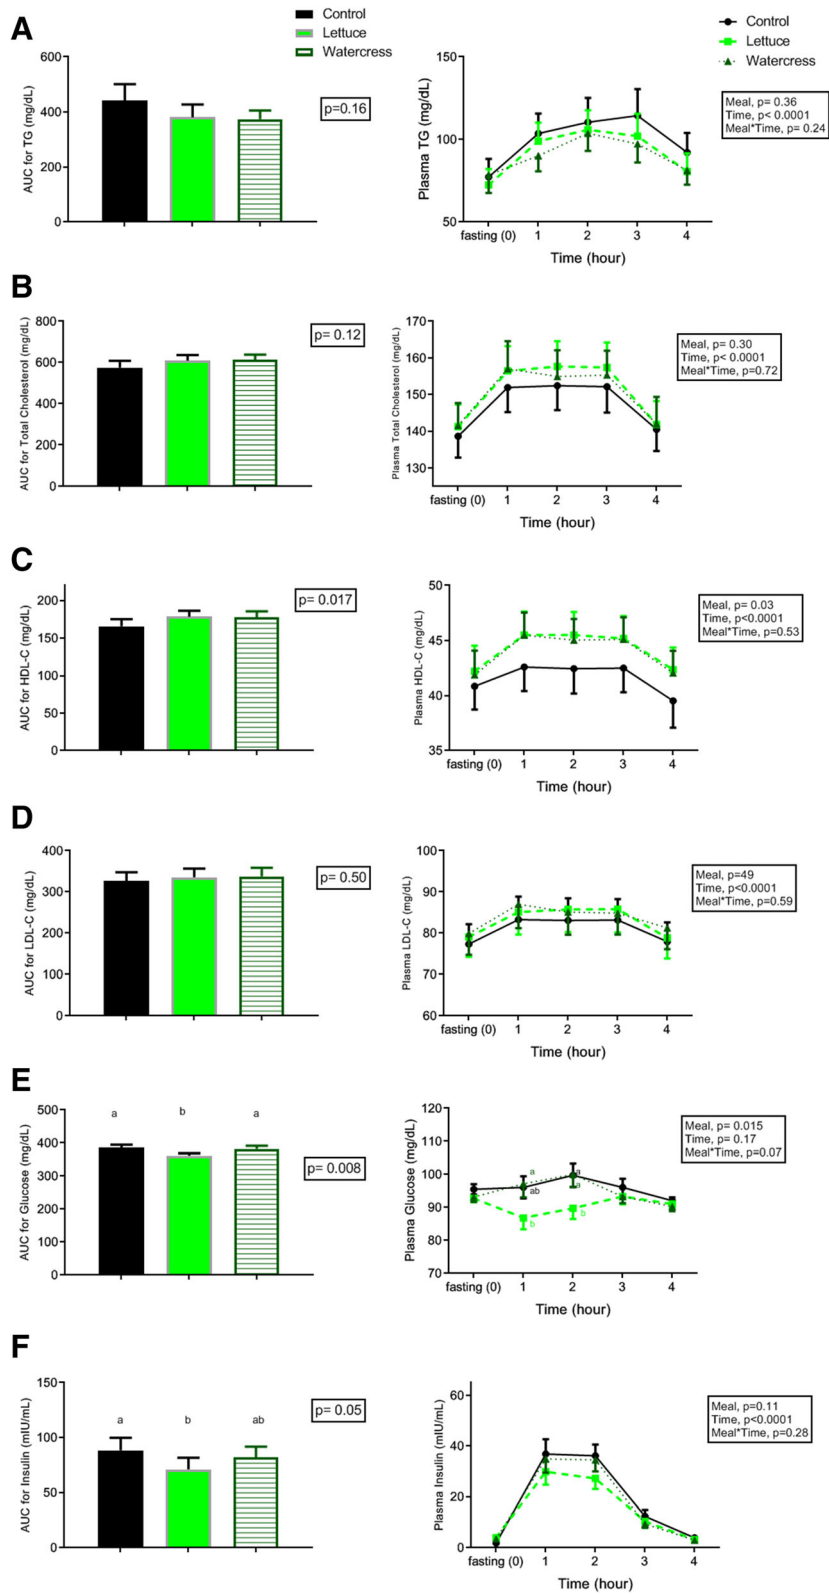 A
Control
Lettuce
Watercress
AUC for TG (mg/dL)
600
400
200
0
p=0.16
Control
Lettuce
Watercress
Plasma TG (mg/dL)
150
100
50
fasting (0) 1 2 3 4
Time (hour)
Meal, p= 0.36
Time, p< 0.0001
Meal*Time, p= 0.24
B
AUC for Total Cholesterol (mg/dL)
800
600
400
200
0
p= 0.12
Plasma Total Cholesterol (mg/dL)
170
160
150
140
130
fasting (0) 1 2 3 4
Time (hour)
Meal, p= 0.30
Time, p< 0.0001
Meal*Time, p=0.72
C
AUC for HDL-C (mg/dL)
200
150
100
50
0
p= 0.017
Plasma HDL-C (mg/dL)
50
45
40
35
fasting (0) 1 2 3 4
Time (hour)
Meal, p= 0.03
Time, p<0.0001
Meal*Time, p=0.53
D
AUC for LDL-C (mg/dL)
400
300
200
100
0
p= 0.50
Plasma LDL-C (mg/dL)
100
90
80
70
60
fasting (0) 1 2 3 4
Time (hour)
Meal, p=49
Time, p<0.0001
Meal*Time, p=0.59
E
AUC for Glucose (mg/dL)
500
400
300
200
100
0
a b a
p= 0.008
Plasma Glucose (mg/dL)
120
110
100
90
80
70
a
ab
b
a
a
b
fasting (0) 1 2 3 4
Time (hour)
Meal, p= 0.015
Time, p= 0.17
Meal*Time, p=0.07
F
AUC for Insulin (mIU/mL)
150
100
50
0
a b ab
p= 0.05
Plasma Insulin (mIU/mL)
60
40
20
0
fasting (0) 1 2 3 4
Time (hour)
Meal, p=0.11
Time, p<0.0001
Meal*Time, p=0.28